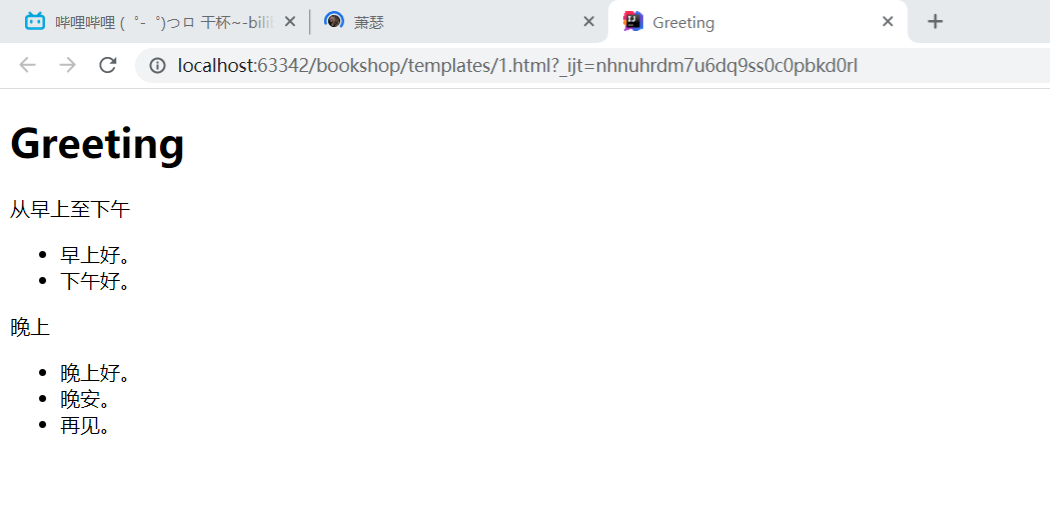 哔哩哔哩 (゜-゜)つロ 干杯~-bili
萧瑟
Greeting
localhost:63342/bookshop/templates/1.html?_ijt=nhnuhrdm7u6dq9ss0c0pbkd0rl
Greeting
从早上至下午
早上好。
下午好。
晚上
晚上好。
晚安。
再见。